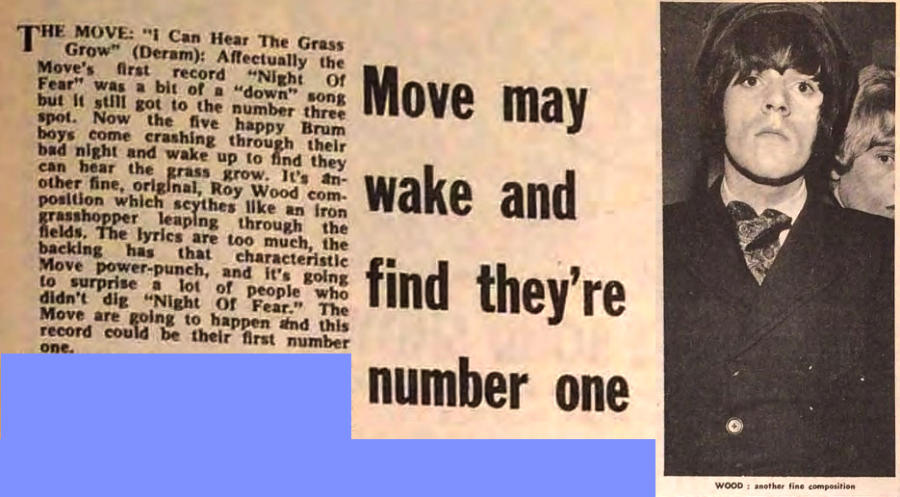 THE MOVE: "I Can Hear The Grass
Grow" (Deram): Affectually the
Move's first record "Night Of
Fear" was a bit of a "down" song
but it still got to the number three
spot. Now the five happy Brum
boys come crashing through their
bad night and wake up to find they
can hear the grass grow. It's an-
other fine, original, Roy Wood com-
position which scythes like an iron
grasshopper leaping through the
fields. The lyrics are too much, the
backing has that characteristic
Move power-punch, and it's going
to surprise a lot of people who
didn't dig "Night Of Fear." The
Move are going to happen and this
record could be their first number
one.
Move may
wake and
find they're
number one
WOOD : another fine composition